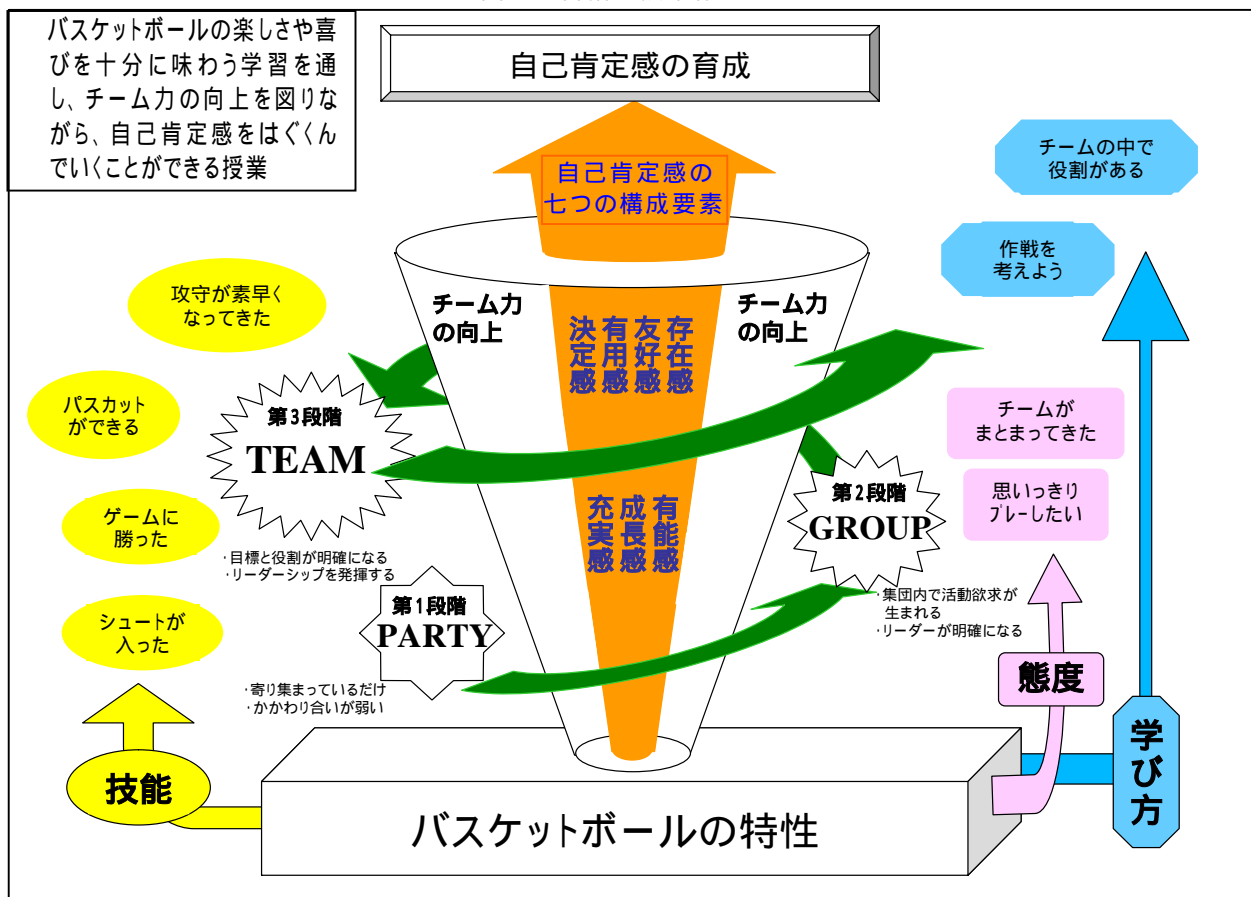 バスケットボールの楽しさや喜
びを十分に味わう学習を通
し、チーム力の向上を図りな
がら、自己肯定感をはぐくん
でいくことができる授業
自己肯定感の育成
自己肯定感の
七つの構成要素
チームの中で
役割がある
作戦を
考えよう
攻守が素早く
なってきた
チーム力
の向上
チーム力
の向上
存在感
友好感
有用感
決定感
パスカット
ができる
第3段階
TEAM
チームが
まとまってきた
ゲームに
勝った
・目標と役割が明確になる
・リーダーシップを発揮する
有能感
成長感
充実感
第2段階
GROUP
思いっきり
プレーしたい
・集団内で活動欲求が
生まれる
・リーダーが明確になる
シュートが
入った
第1段階
PARTY
・寄り集まっているだけ
・かかわり合いが弱い
態度
学び方
技能
バスケットボールの特性